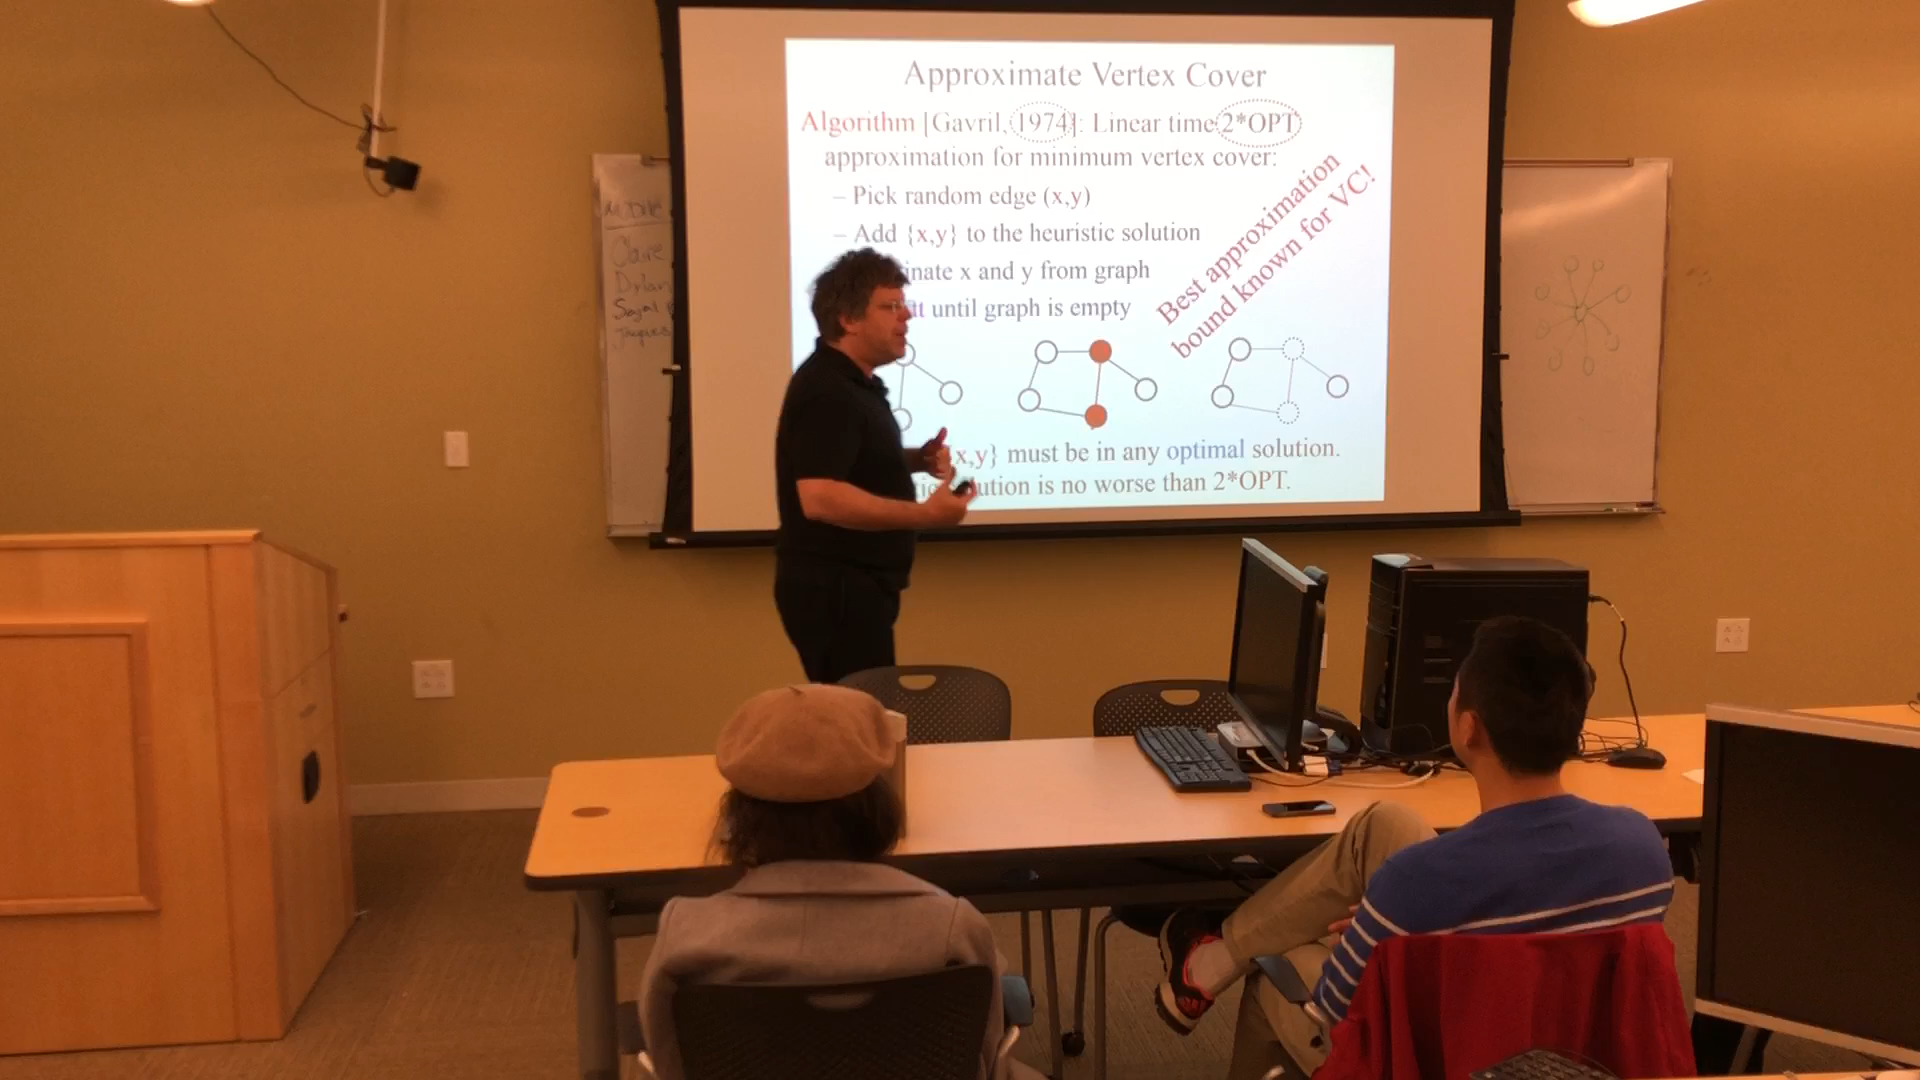 Approximate Vertex Cover
Algorithm [Gavril, 1974]: Linear time 2*OPT
approximation for minimum vertex cover:
– Pick random edge (x,y)
– Add {x,y} to the heuristic solution
inate x and y from graph
until graph is empty
Best approximation
bound known for VC!
x,y} must be in any optimal solution.
ution is no worse than 2*OPT.
Dylan